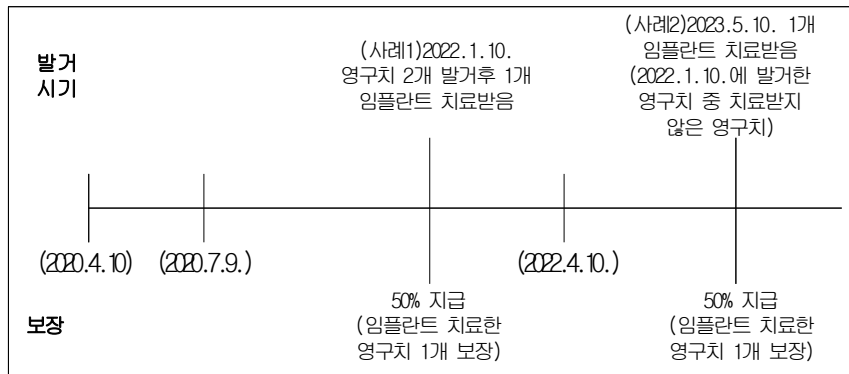 발거
시기
(사례1)2022.1.10.
영구치 2개 발거후 1개
임플란트 치료받음
(사례2)2023.5.10. 1개
임플란트 치료받음
(2022.1.10.에 발거한
영구치 중 치료받지
않은 영구치)
(2020.4.10)
(2020.7.9.)
(2022.4.10.)
보장
50% 지급
(임플란트 치료한
영구치 1개 보장)
50% 지급
(임플란트 치료한
영구치 1개 보장)